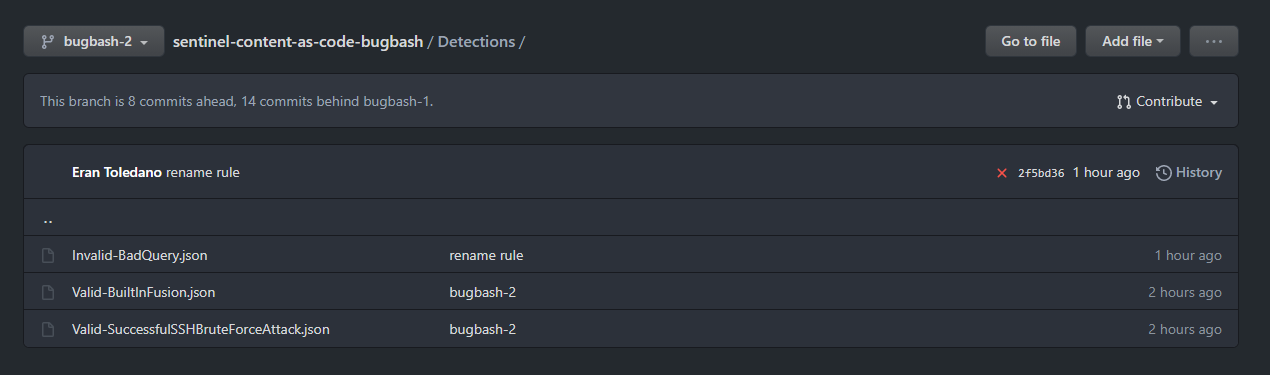 bugbash-2 sentinel-content-as-code-bugbash / Detections / Go to file Add file ...
This branch is 8 commits ahead, 14 commits behind bugbash-1. Contribute
Eran Toledano rename rule 2f5bd36 1 hour ago History
..
Invalid-BadQuery.json rename rule 1 hour ago
Valid-BuiltInFusion.json bugbash-2 2 hours ago
Valid-SuccessfulSSHBruteForceAttack.json bugbash-2 2 hours ago